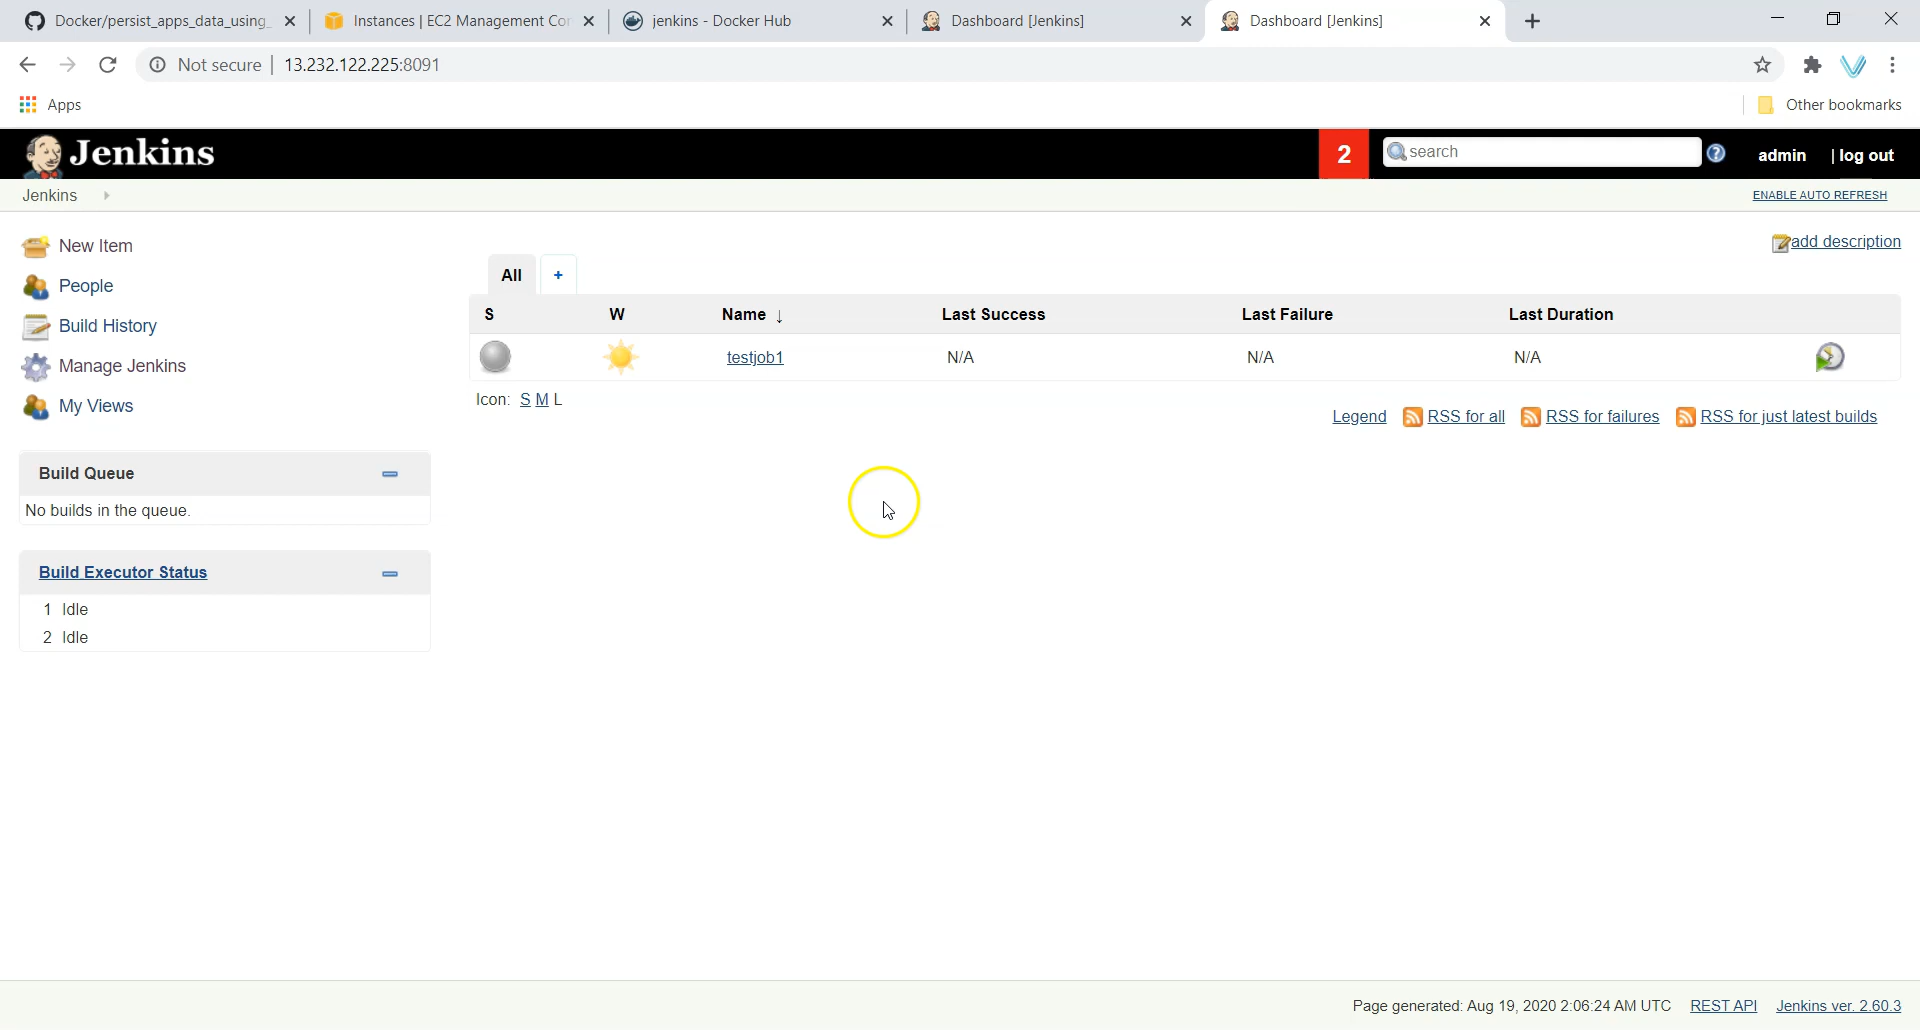 Docker/persist_apps_data_using_
Instances | EC2 Management Con
jenkins - Docker Hub
Dashboard [Jenkins]
Dashboard [Jenkins]
Not secure | 13.232.122.225:8091
Apps
Other bookmarks
Jenkins
2
search
admin
| log out
Jenkins
ENABLE AUTO REFRESH
New Item
People
Build History
Manage Jenkins
My Views
add description
All
+
S W Name ↓ Last Success Last Failure Last Duration
testjob1 N/A N/A N/A
Icon: S M L
Legend RSS for all RSS for failures RSS for just latest builds
Build Queue
No builds in the queue.
Build Executor Status
1 Idle
2 Idle
Page generated: Aug 19, 2020 2:06:24 AM UTC REST API Jenkins ver. 2.60.3